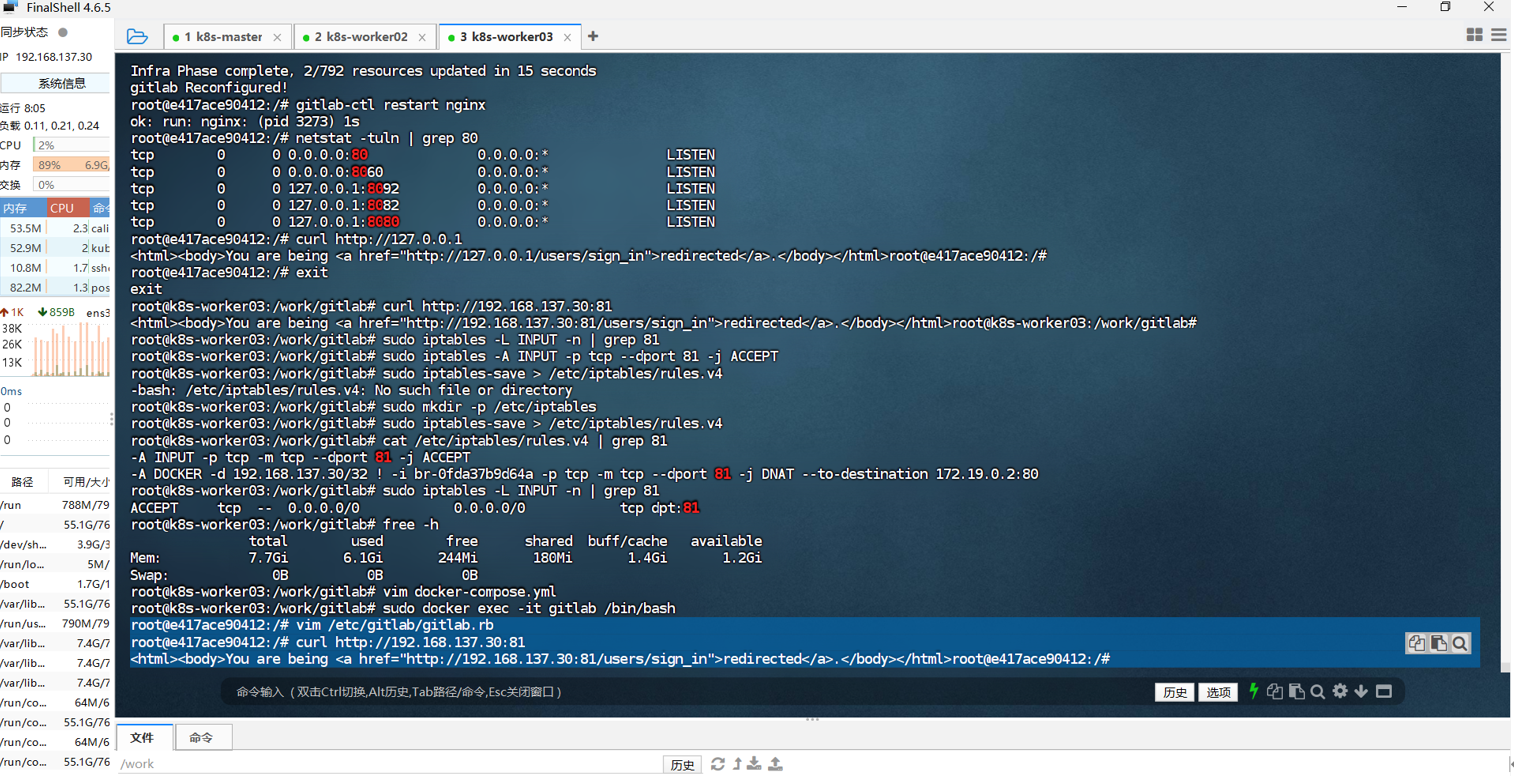 FinalShell 4.6.5
同步状态
IP 192.168.137.30
系统信息
运行 8:05
负载 0.11, 0.21, 0.24
CPU 2%
内存 89% 6.9G/
交换 0%
内存 CPU 命令
53.5M 2.3 cali
52.9M 2 kub
10.8M 1.7 sshd
82.2M 1.3 pos
1K 859B ens3
38K
26K
13K
0ms
0
0
0
路径 可用/大小
/run 788M/79
/ 55.1G/76
/dev/sh... 3.9G/3
/run/lo... 5M/
/boot 1.7G/1
/var/lib... 55.1G/76
/run/us... 790M/79
/var/lib... 7.4G/7
/var/lib... 7.4G/7
/var/lib... 7.4G/7
/run/co... 64M/6
/run/co... 55.1G/76
/run/co... 64M/6
/run/co... 55.1G/76
1 k8s-master
2 k8s-worker02
3 k8s-worker03
Infra Phase complete, 2/792 resources updated in 15 seconds
gitlab Reconfigured!
root@e417ace90412:/# gitlab-ctl restart nginx
ok: run: nginx: (pid 3273) 1s
root@e417ace90412:/# netstat -tuln | grep 80
tcp 0 0 0.0.0.0:80 0.0.0.0:* LISTEN
tcp 0 0 0.0.0.0:8060 0.0.0.0:* LISTEN
tcp 0 0 127.0.0.1:8092 0.0.0.0:* LISTEN
tcp 0 0 127.0.0.1:8082 0.0.0.0:* LISTEN
tcp 0 0 127.0.0.1:8080 0.0.0.0:* LISTEN
root@e417ace90412:/# curl http://127.0.0.1
<html><body>You are being <a href="http://127.0.0.1/users/sign_in">redirected</a>.</body></html>root@e417ace90412:/#
root@e417ace90412:/# exit
exit
root@k8s-worker03:/work/gitlab# curl http://192.168.137.30:81
<html><body>You are being <a href="http://192.168.137.30:81/users/sign_in">redirected</a>.</body></html>root@k8s-worker03:/work/gitlab#
root@k8s-worker03:/work/gitlab# sudo iptables -L INPUT -n | grep 81
root@k8s-worker03:/work/gitlab# sudo iptables -A INPUT -p tcp --dport 81 -j ACCEPT
root@k8s-worker03:/work/gitlab# sudo iptables-save > /etc/iptables/rules.v4
-bash: /etc/iptables/rules.v4: No such file or directory
root@k8s-worker03:/work/gitlab# sudo mkdir -p /etc/iptables
root@k8s-worker03:/work/gitlab# sudo iptables-save > /etc/iptables/rules.v4
root@k8s-worker03:/work/gitlab# cat /etc/iptables/rules.v4 | grep 81
-A INPUT -p tcp -m tcp --dport 81 -j ACCEPT
-A DOCKER -d 192.168.137.30/32 ! -i br-0fda37b9d64a -p tcp -m tcp --dport 81 -j DNAT --to-destination 172.19.0.2:80
root@k8s-worker03:/work/gitlab# sudo iptables -L INPUT -n | grep 81
ACCEPT tcp -- 0.0.0.0/0 0.0.0.0/0 tcp dpt:81
root@k8s-worker03:/work/gitlab# free -h
total used free shared buff/cache available
Mem: 7.7Gi 6.1Gi 244Mi 180Mi 1.4Gi 1.2Gi
Swap: 0B 0B 0B
root@k8s-worker03:/work/gitlab# vim docker-compose.yml
root@k8s-worker03:/work/gitlab# sudo docker exec -it gitlab /bin/bash
root@e417ace90412:/# vim /etc/gitlab/gitlab.rb
root@e417ace90412:/# curl http://192.168.137.30:81
<html><body>You are being <a href="http://192.168.137.30:81/users/sign_in">redirected</a>.</body></html>root@e417ace90412:/#
命令输入 (双击Ctrl切换,Alt历史,Tab路径/命令,Esc关闭窗口)
历史 选项
文件 命令
/work 历史